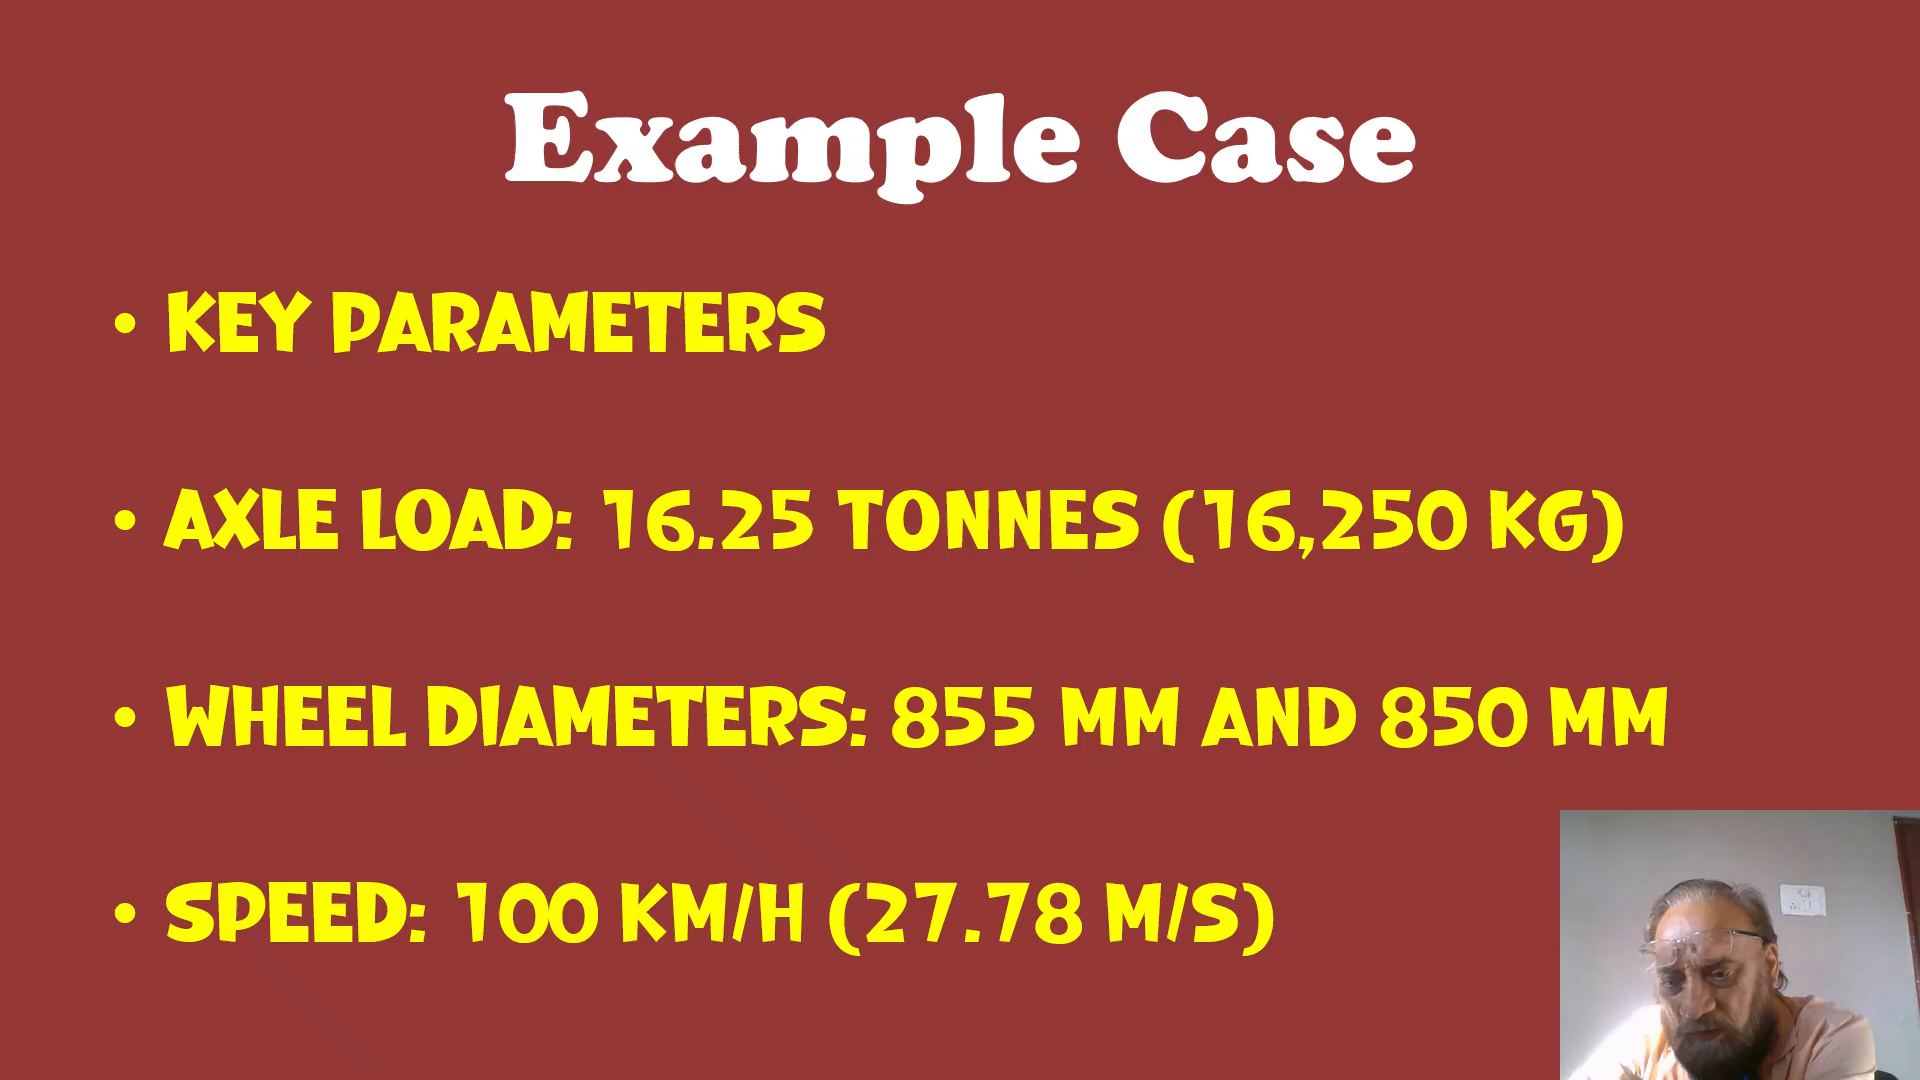 Example Case
• KEY PARAMETERS
• AXLE LOAD: 16.25 TONNES (16,250 KG)
• WHEEL DIAMETERS: 855 MM AND 850 MM
• SPEED: 100 KM/H (27.78 M/S)